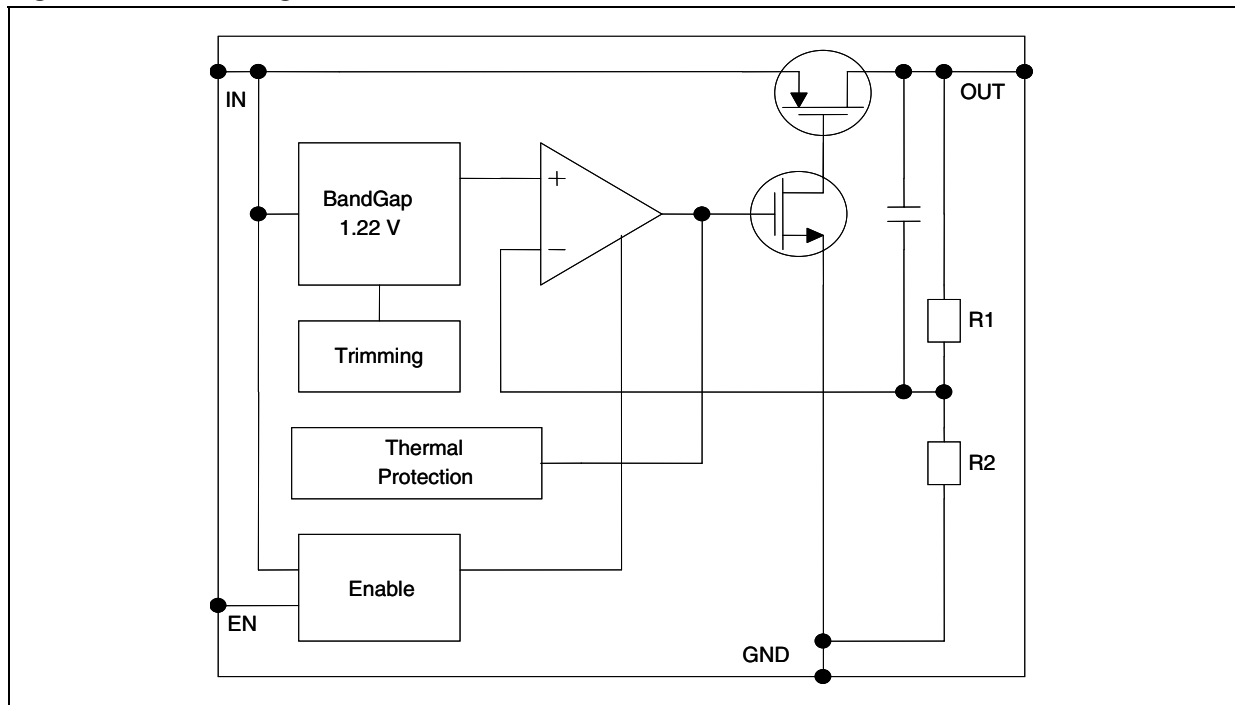 IN
OUT
BandGap
1.22 V
+
−
R1
Trimming
Thermal
Protection
R2
Enable
EN
GND